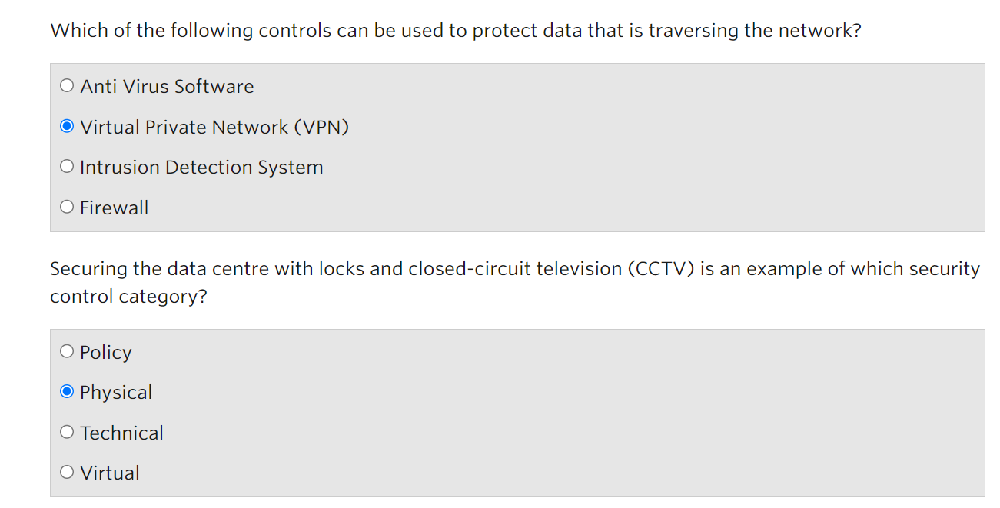 Which of the following controls can be used to protect data that is traversing the network?
Anti Virus Software
Virtual Private Network (VPN)
Intrusion Detection System
Firewall
Securing the data centre with locks and closed-circuit television (CCTV) is an example of which security
control category?
Policy
Physical
Technical
Virtual